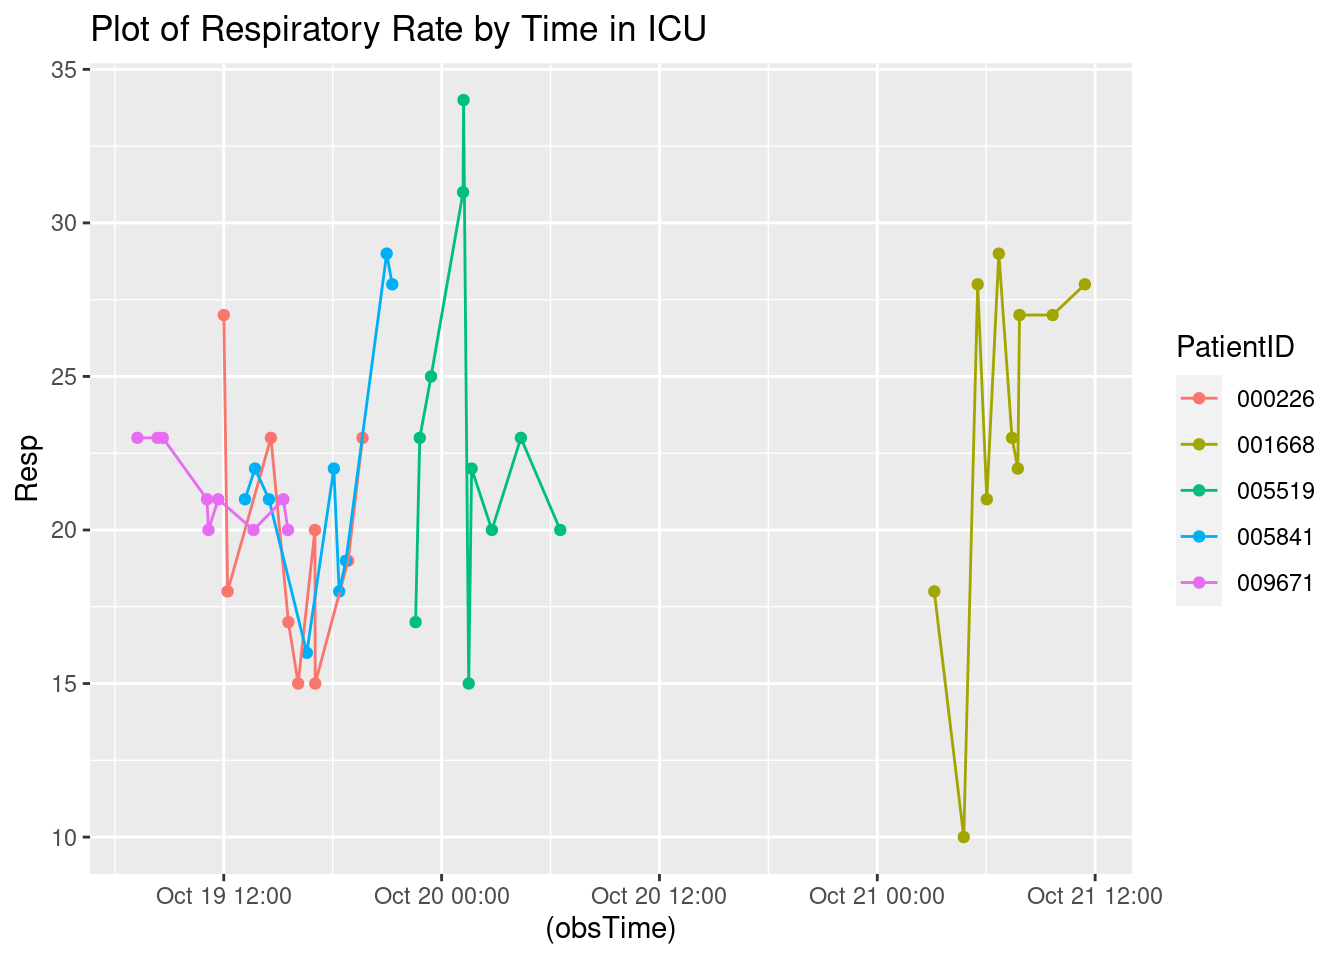 Plot of Respiratory Rate by Time in ICU
35
30
25
20
15
10
Resp
Oct 19 12:00
Oct 20 00:00
Oct 20 12:00
Oct 21 00:00
Oct 21 12:00
(obsTime)
PatientID
000226
001668
005519
005841
009671